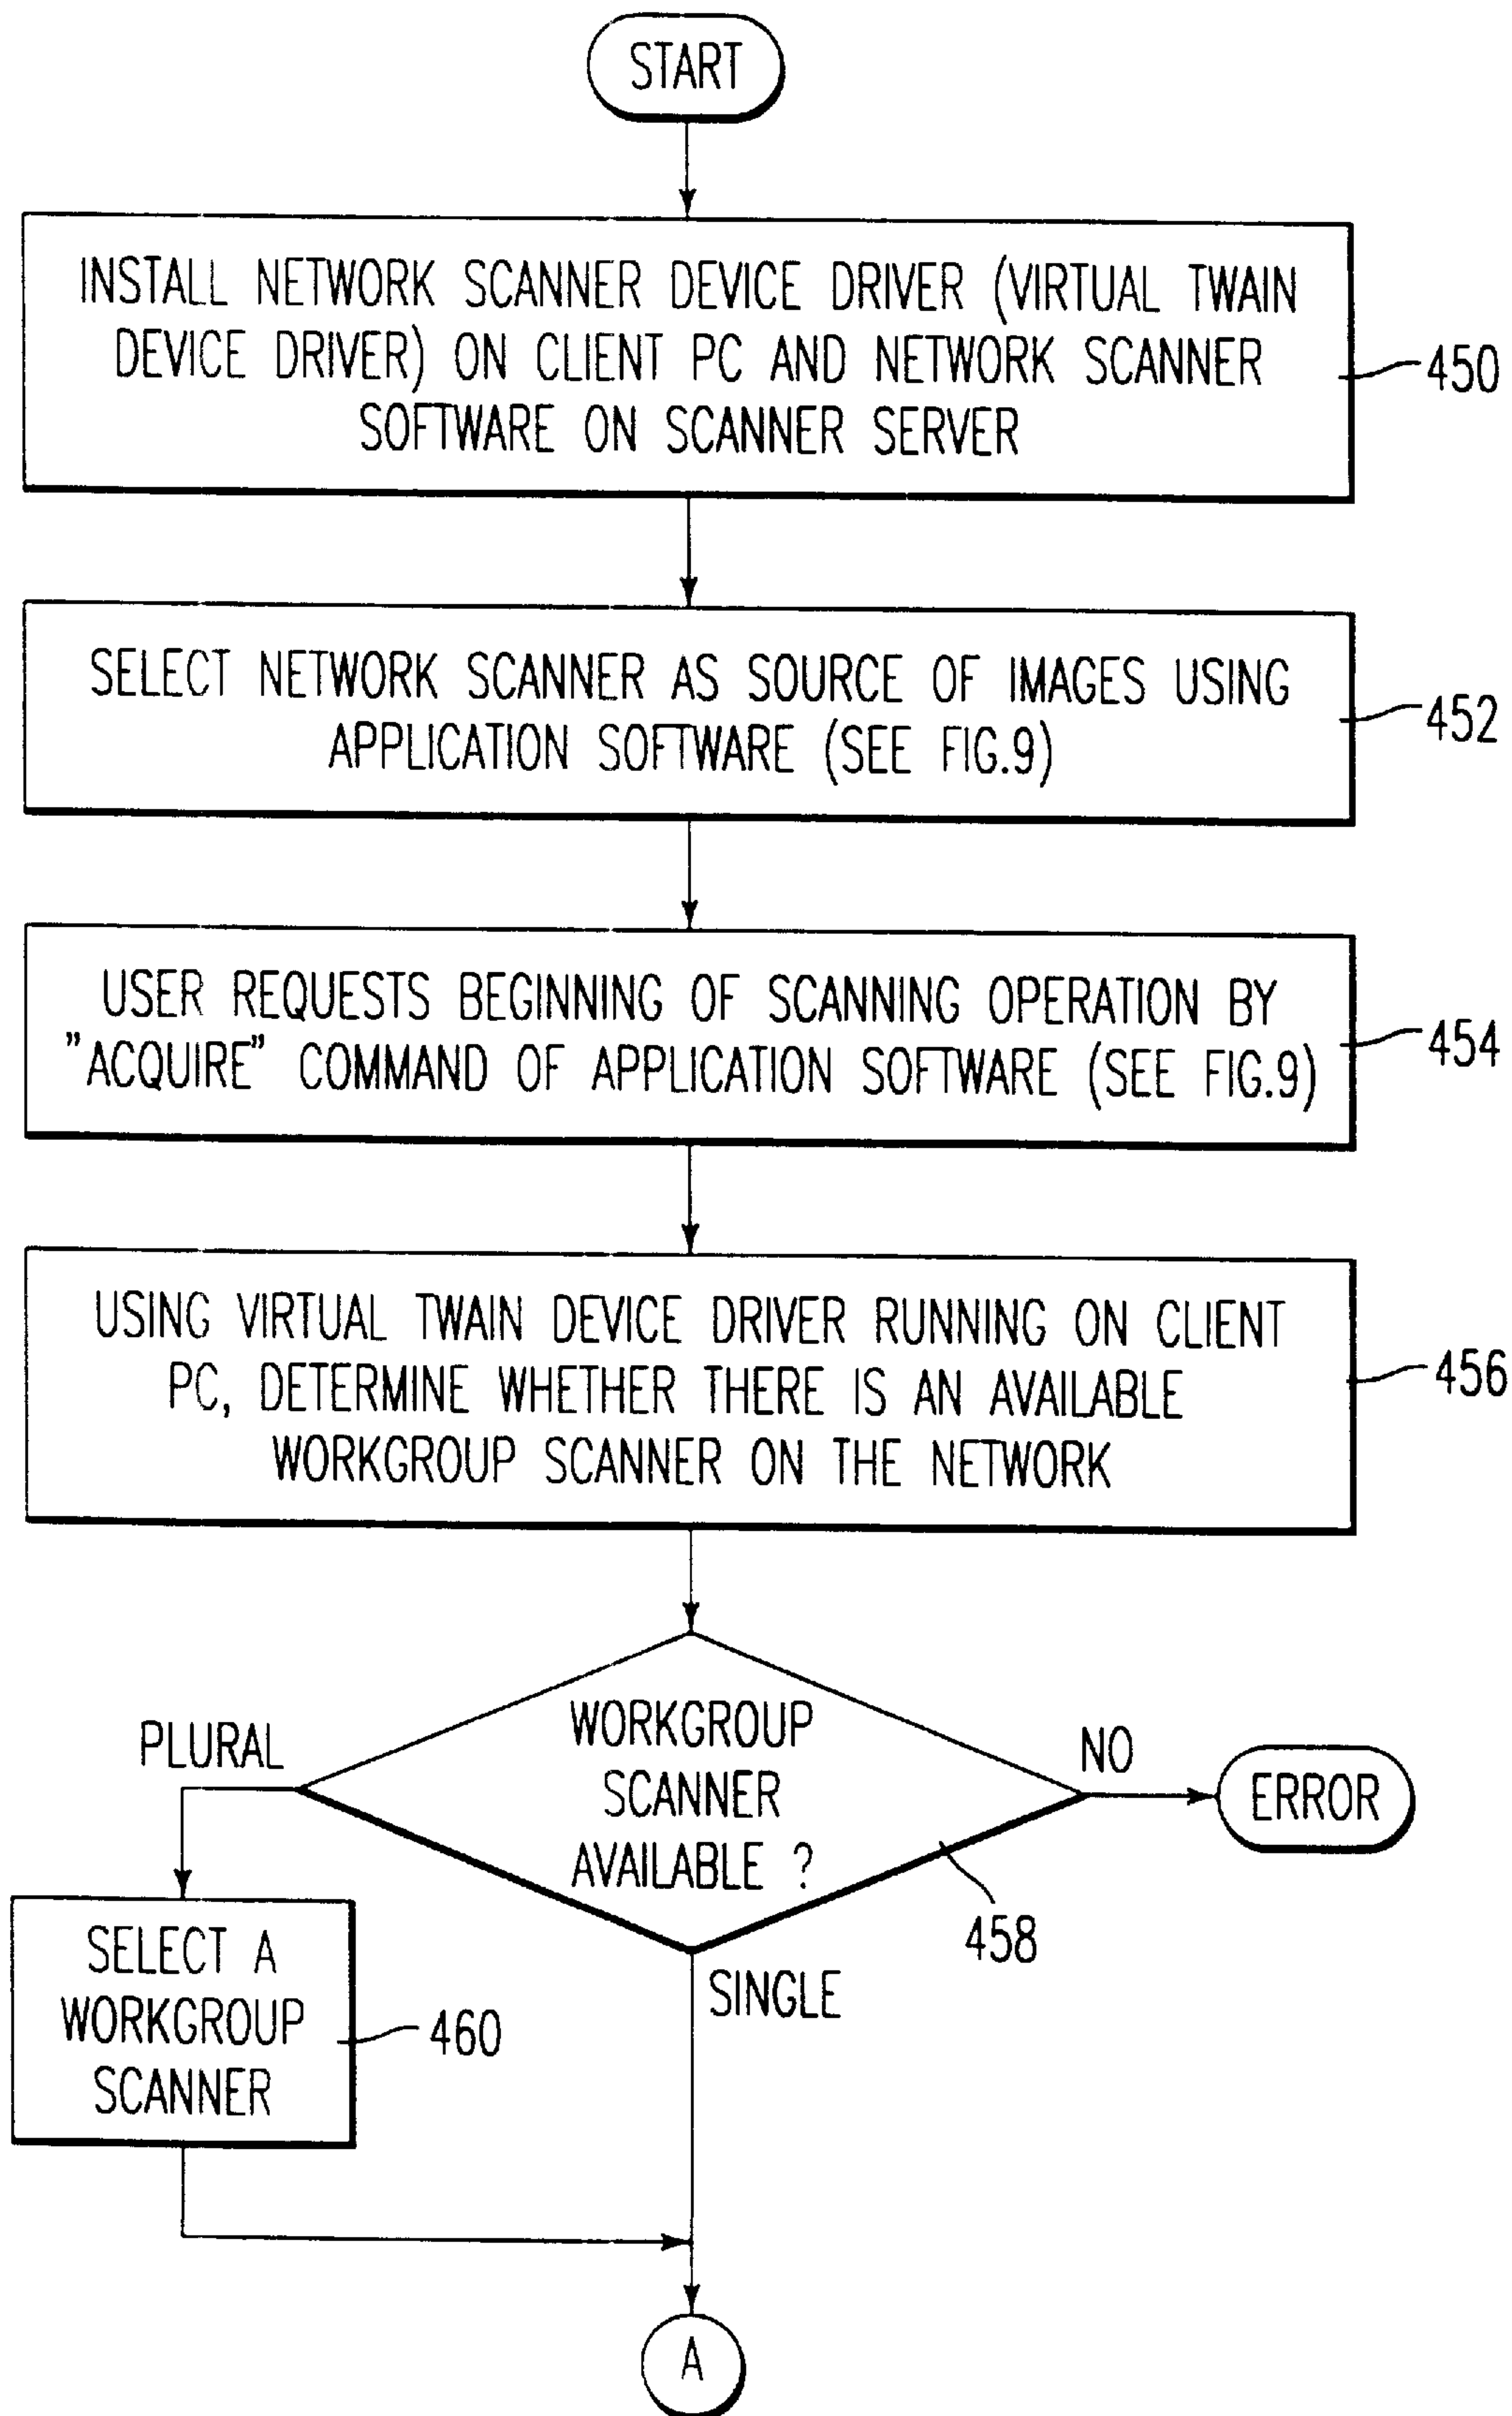 START
INSTALL NETWORK SCANNER DEVICE DRIVER (VIRTUAL TWAIN
DEVICE DRIVER) ON CLIENT PC AND NETWORK SCANNER
SOFTWARE ON SCANNER SERVER
450
SELECT NETWORK SCANNER AS SOURCE OF IMAGES USING
APPLICATION SOFTWARE (SEE FIG.9)
452
USER REQUESTS BEGINNING OF SCANNING OPERATION BY
"ACQUIRE" COMMAND OF APPLICATION SOFTWARE (SEE FIG.9)
454
USING VIRTUAL TWAIN DEVICE DRIVER RUNNING ON CLIENT
PC, DETERMINE WHETHER THERE IS AN AVAILABLE
WORKGROUP SCANNER ON THE NETWORK
456
WORKGROUP
SCANNER
AVAILABLE ?
458
PLURAL
NO
ERROR
SINGLE
SELECT A
WORKGROUP
SCANNER
460
A